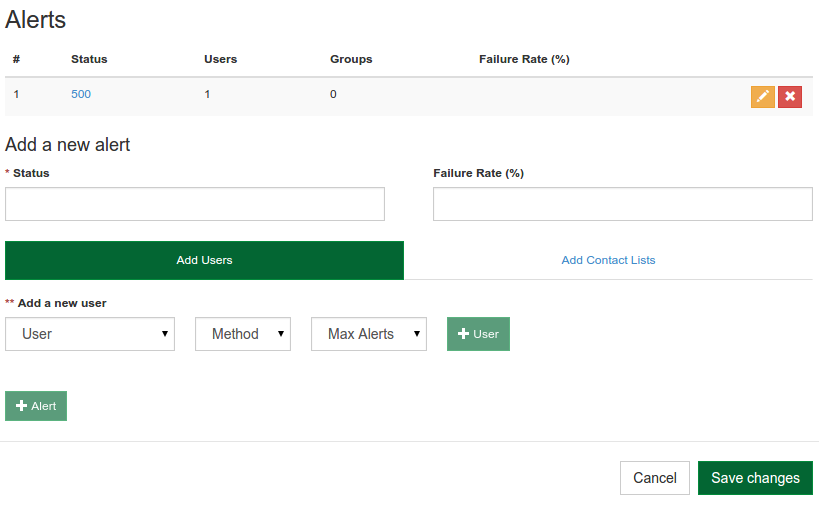 Alerts
# Status Users Groups Failure Rate (%)
1 500 1 0
Add a new alert
* Status Failure Rate (%)
Add Users Add Contact Lists
** Add a new user
User Method Max Alerts + User
+ Alert
Cancel Save changes